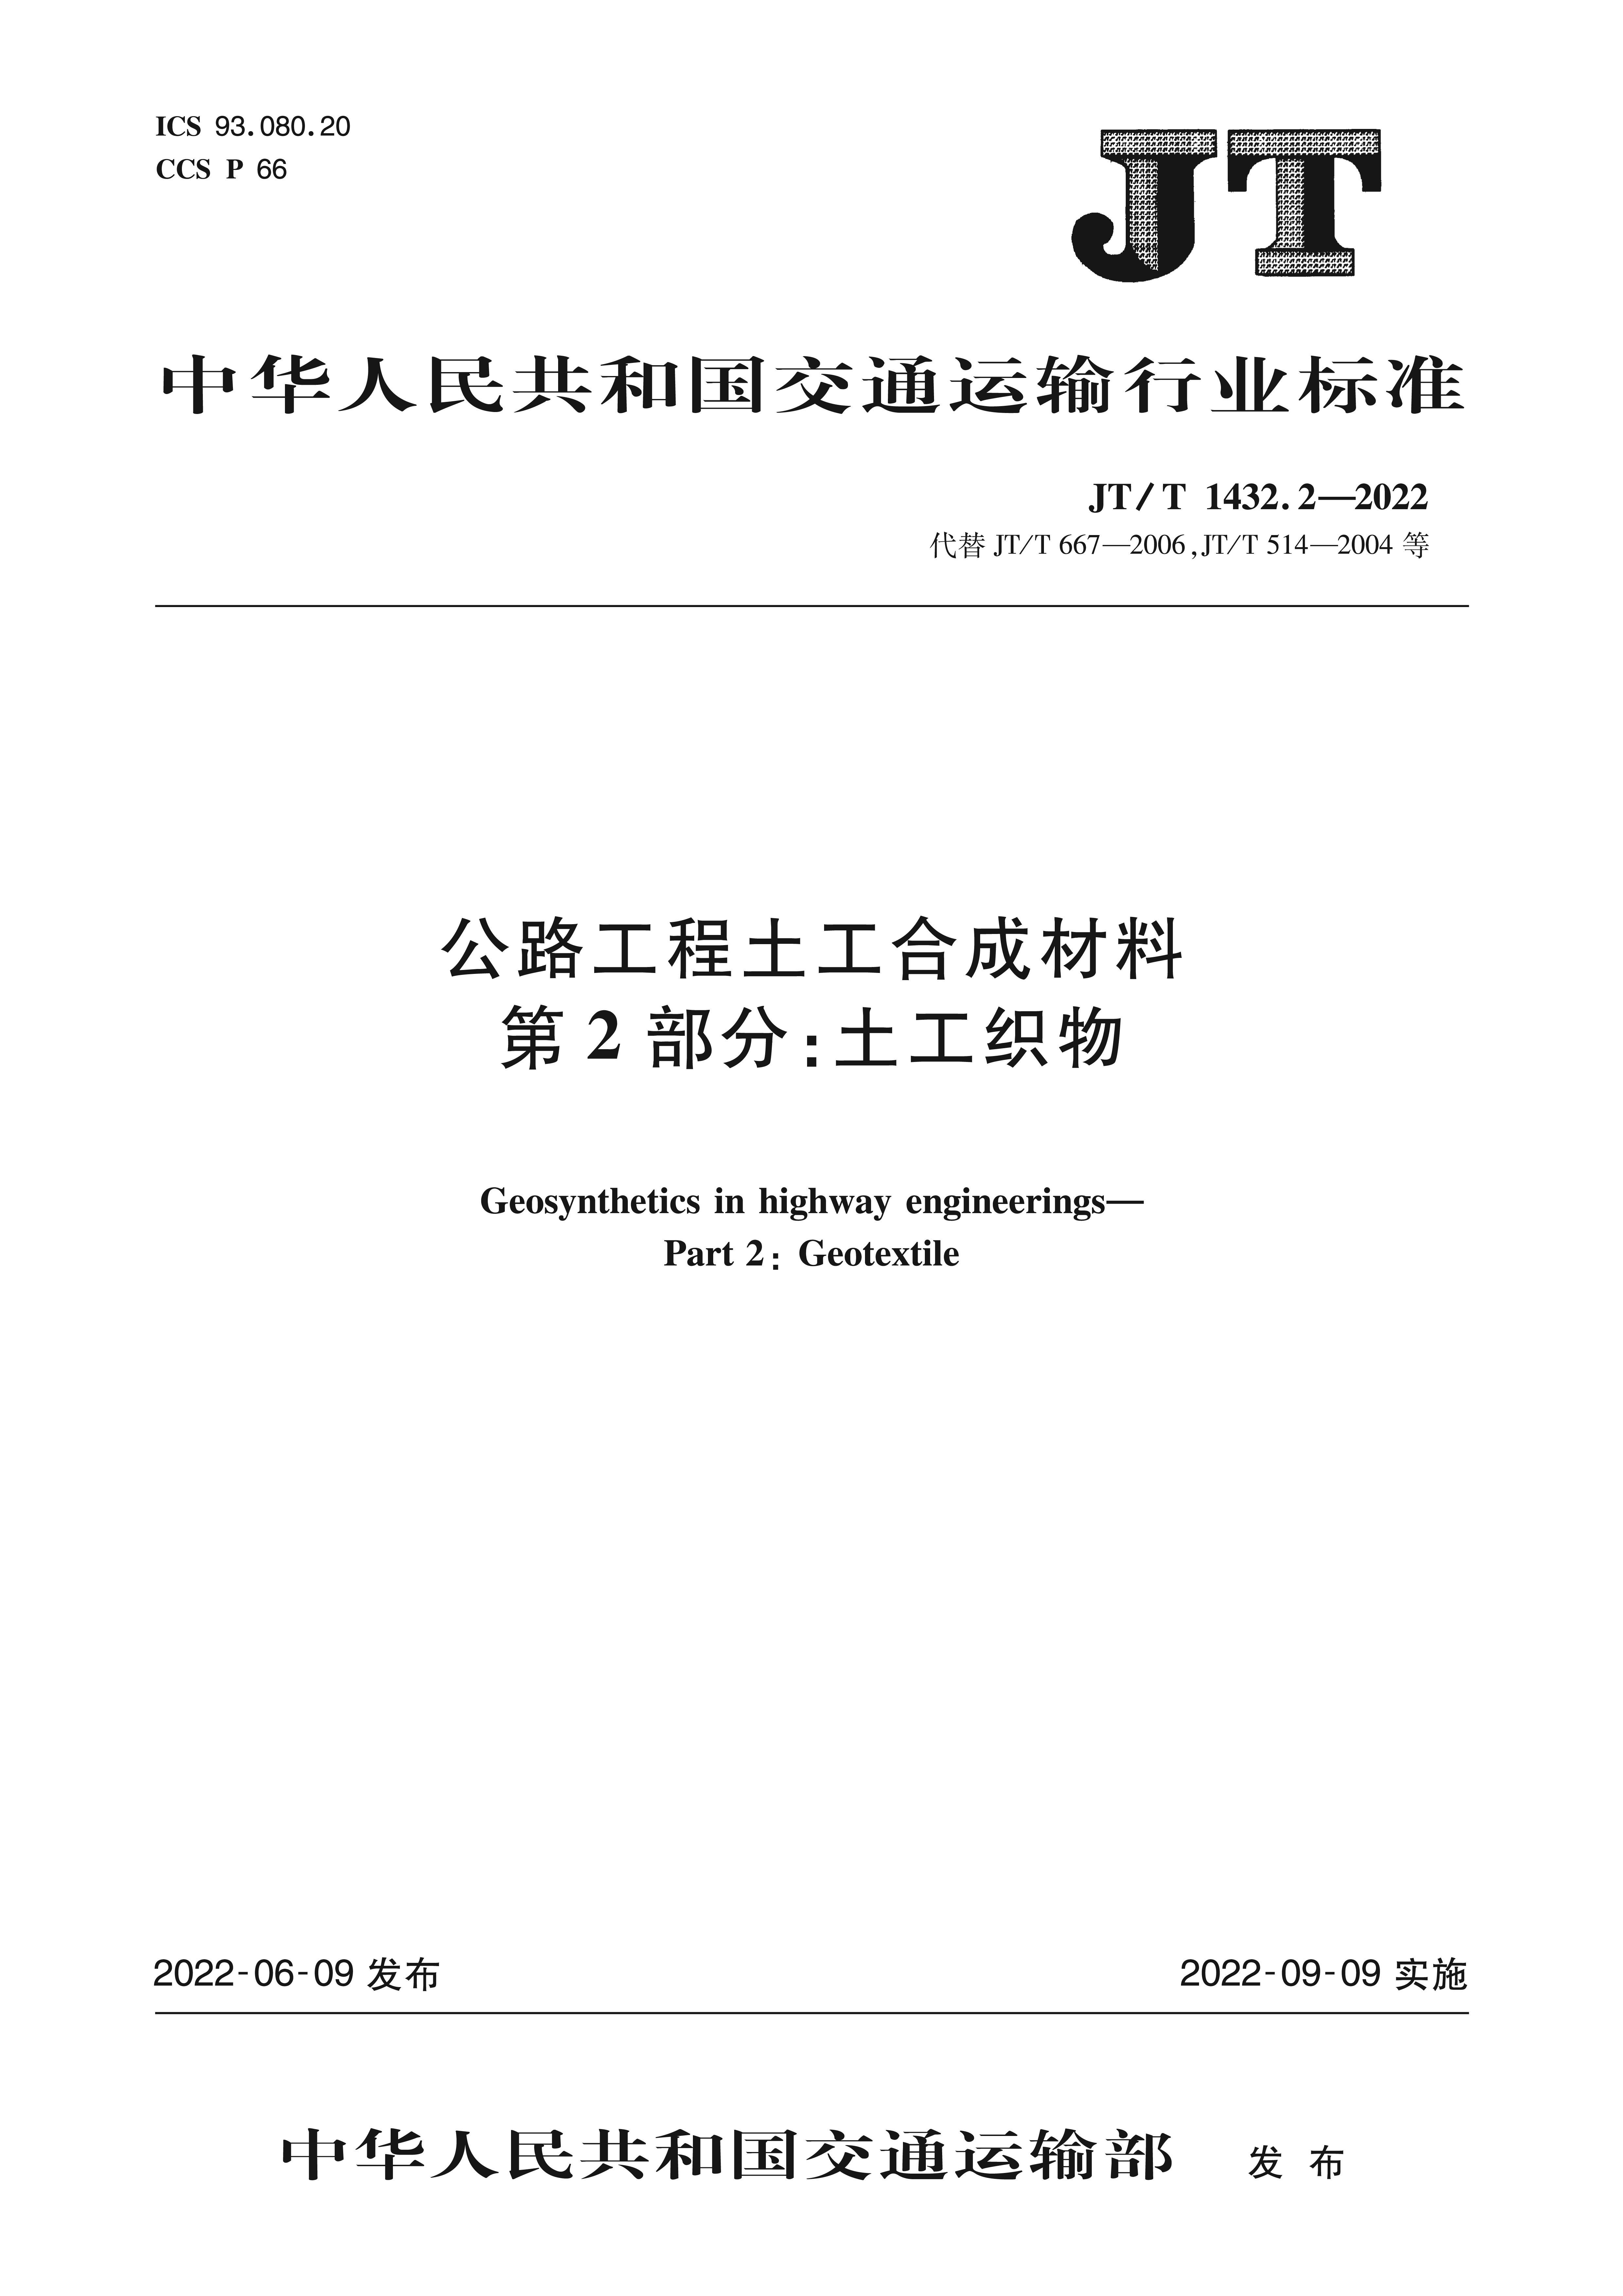 ICS 93.080.20
CCS P 66
JT
中华人民共和国交通运输行业标准
JT/T 1432.2—2022
代替 JT/T 667—2006,JT/T 514—2004 等
公路工程土工合成材料
第 2 部分:土工织物
Geosynthetics in highway engineerings—
Part 2: Geotextile
2022-06-09 发布
2022-09-09 实施
中华人民共和国交通运输部 发 布